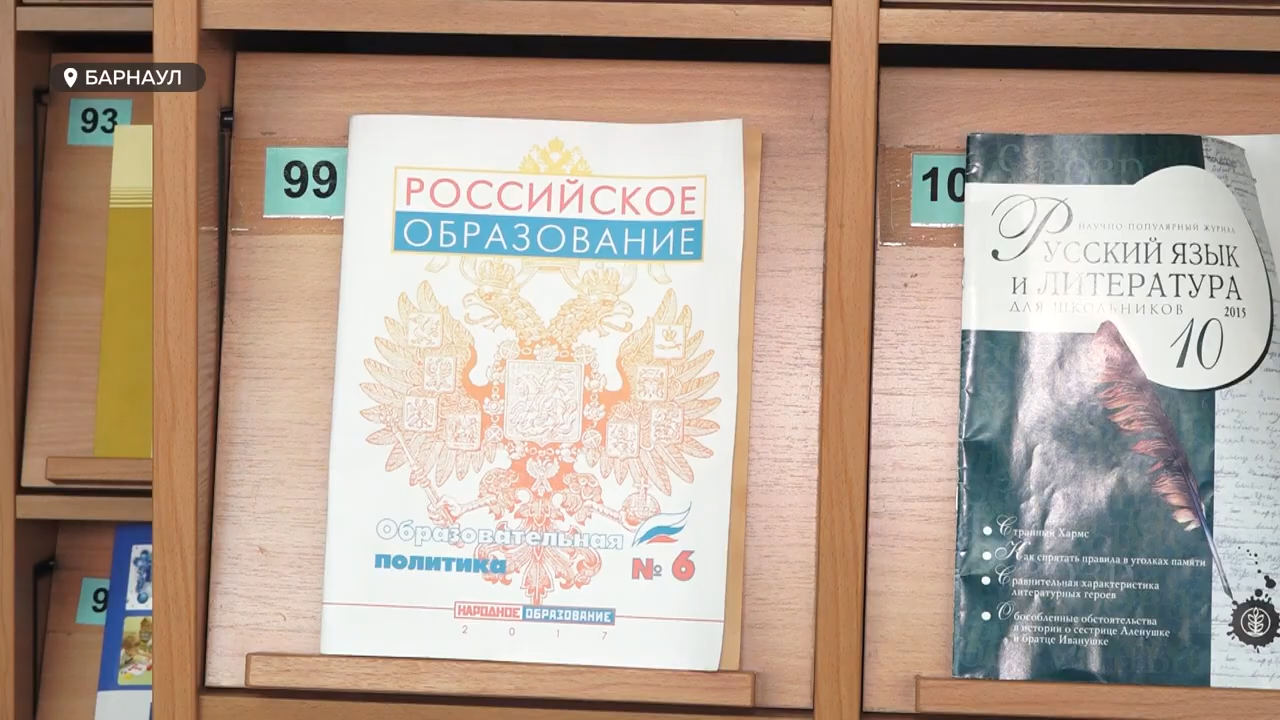 БАРНАУЛ
93
99
РОССИЙСКОЕ
ОБРАЗОВАНИЕ
Образовательная
политика
№ 6
НАРОДНОЕ ОБРАЗОВАНИЕ
2017
10
НАУЧНО-ПОПУЛЯРНЫЙ ЖУРНАЛ
РУССКИЙ ЯЗЫК
И ЛИТЕРАТУРА
ДЛЯ ШКОЛЬНИКОВ
2015
10
Странный Хармс
Как спрятать правила в уголках памяти
Сравнительная характеристика
литературных героев
Обособленные обстоятельства
в истории о сестрице Аленушке
и братце Иванушке
9